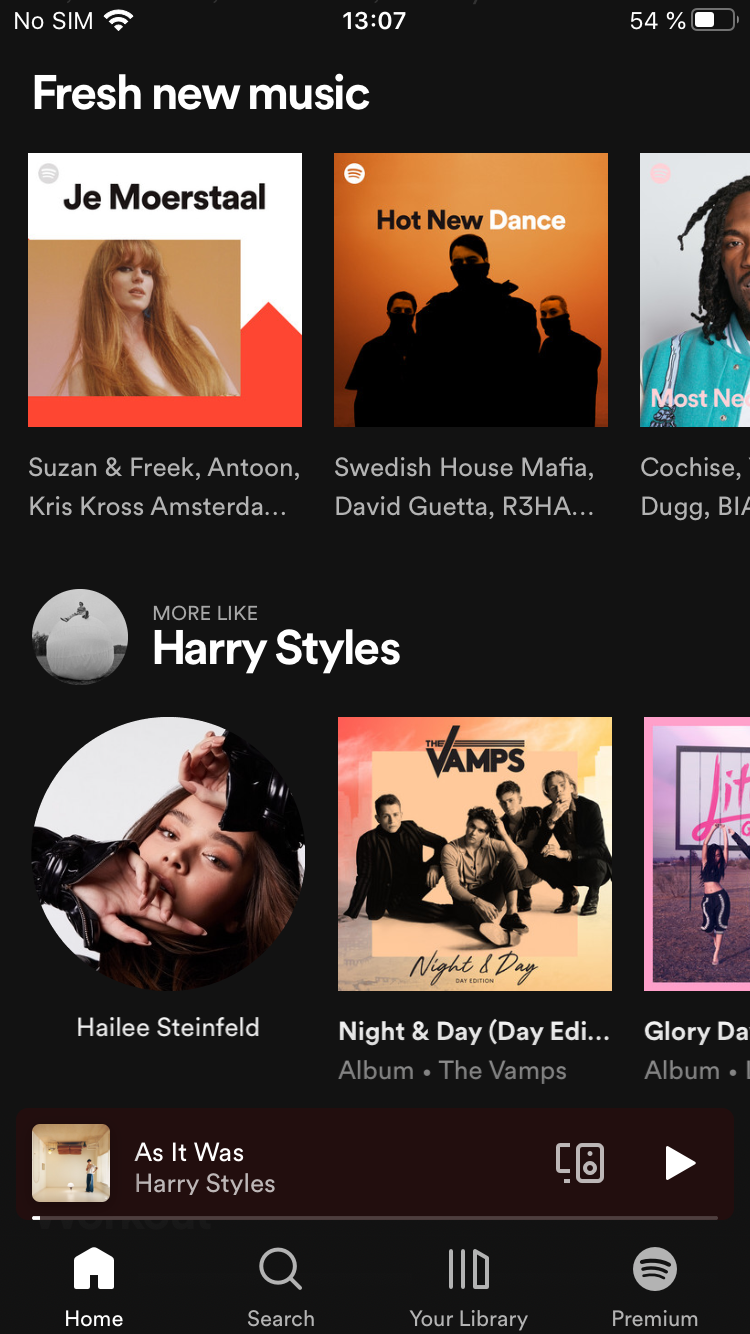 No SIM 13:07 54 %
Fresh new music
Je Moerstaal
Hot New Dance
Most
Suzan & Freek, Antoon,
Kris Kross Amsterda...
Swedish House Mafia,
David Guetta, R3HA...
Cochise,
Dugg, BIA
MORE LIKE
Harry Styles
THE
VAMPS
Night & Day
DAY EDITION
Hailee Steinfeld
Night & Day (Day Edi...
Album • The Vamps
Glory Da
Album •
As It Was
Harry Styles
Workout
Home
Search
Your Library
Premium